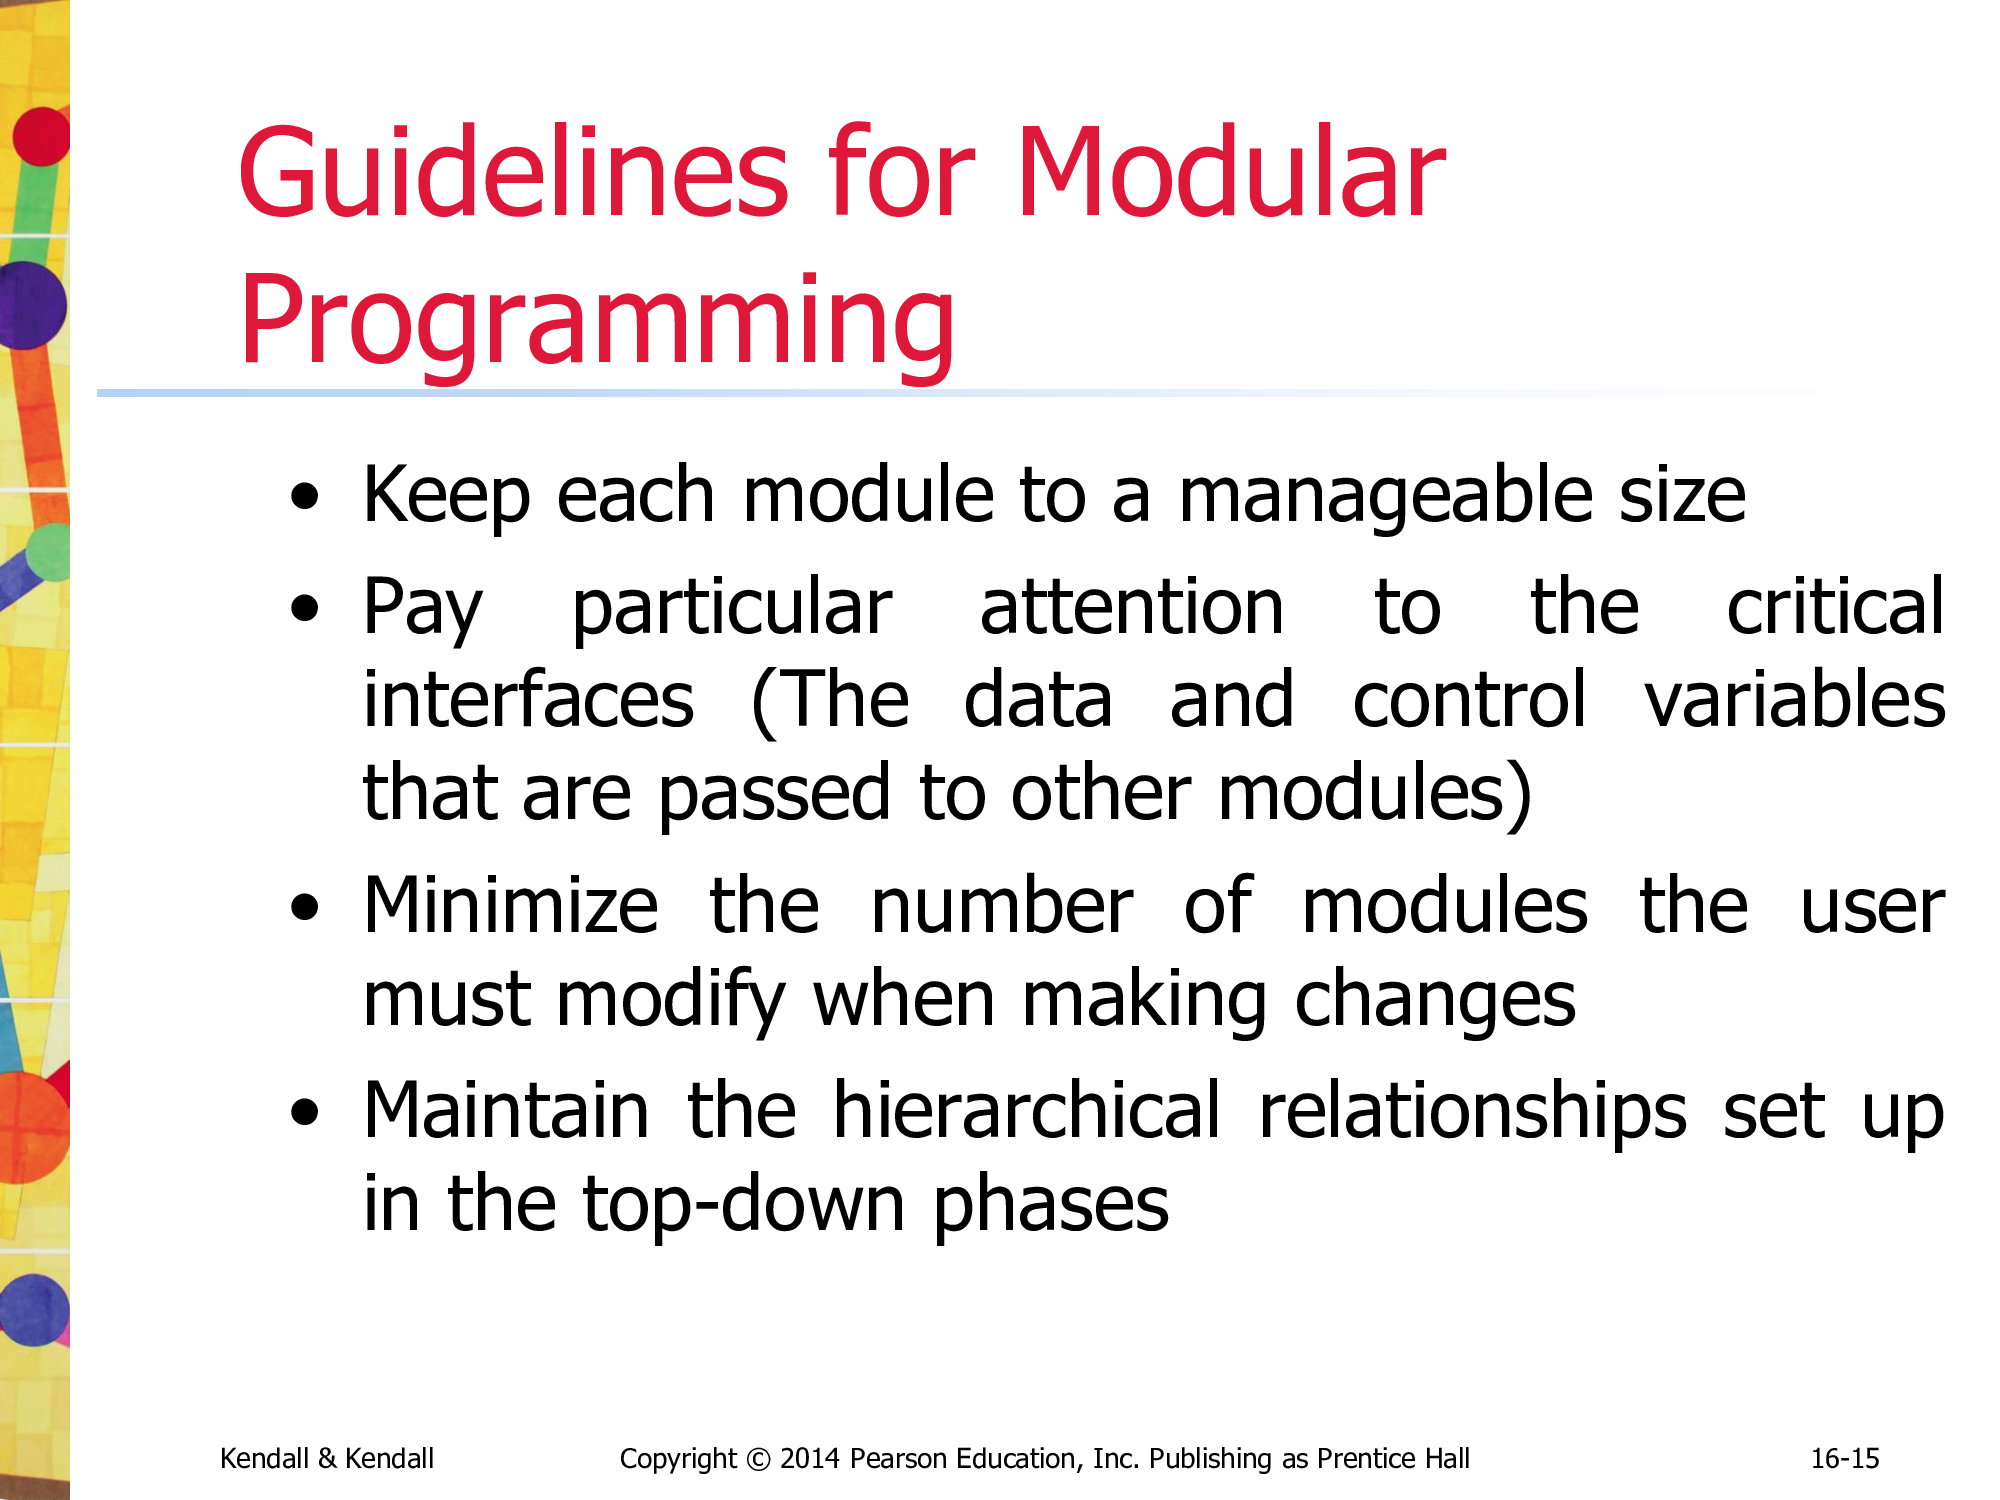 Guidelines for Modular
Programming
• Keep each module to a manageable size
• Pay particular attention to the critical
interfaces (The data and control variables
that are passed to other modules)
• Minimize the number of modules the user
must modify when making changes
• Maintain the hierarchical relationships set up
in the top-down phases
Kendall & Kendall
Copyright © 2014 Pearson Education, Inc. Publishing as Prentice Hall
16-15